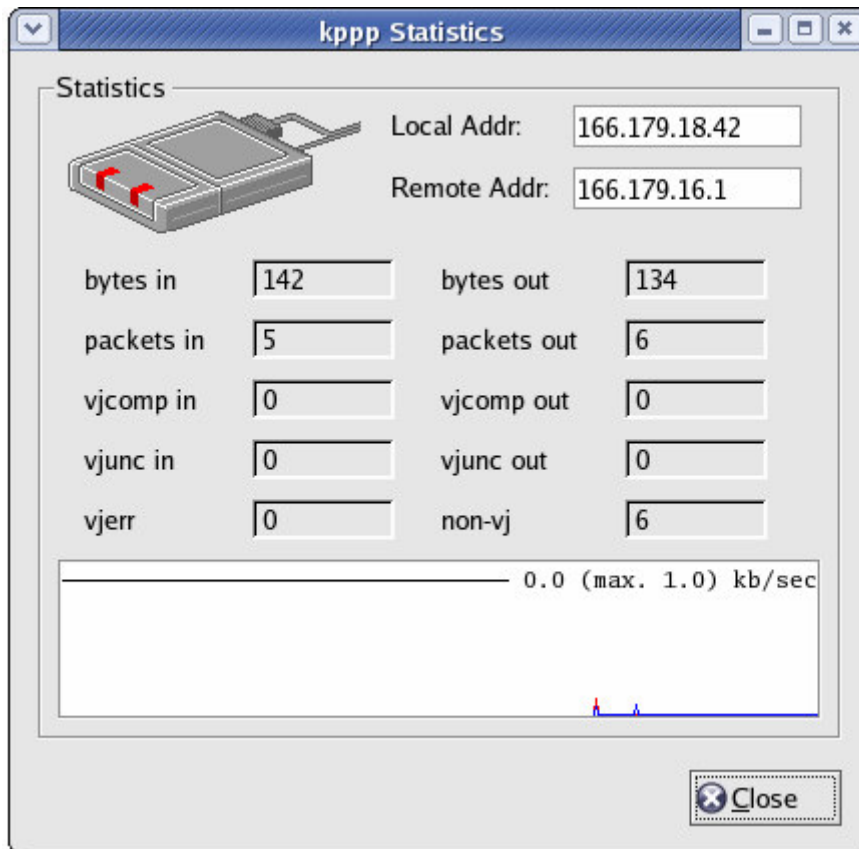 kppp Statistics
Statistics
Local Addr: 166.179.18.42
Remote Addr: 166.179.16.1
bytes in 142 bytes out 134
packets in 5 packets out 6
vjcomp in 0 vjcomp out 0
vjunc in 0 vjunc out 0
vjerr 0 non-vj 6
0.0 (max. 1.0) kb/sec
Close